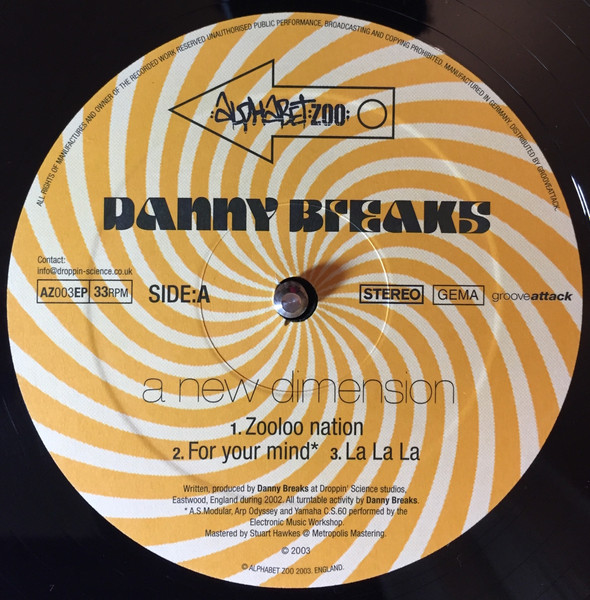 ALL RIGHTS OF MANUFACTURES AND OWNER OF THE RECORDED WORK RESERVED UNAUTHORISED PUBLIC PERFORMANCE, BROADCASTING AND COPYING PROHIBITED. MANUFACTURED IN GERMANY, DISTRIBUTED BY GROOVEATTACK.
:ALPHABET:ZOO:
DANNY BREAKS
Contact:
info@droppin-science.co.uk
AZ003EP 33RPM SIDE:A STEREO GEMA grooveattack
a new dimension
1. Zooloo nation
2. For your mind* 3. La La La
Written, produced by Danny Breaks at Droppin' Science studios,
Eastwood, England during 2002. All turntable activity by Danny Breaks.
* A.S.Modular, Arp Odyssey and Yamaha C.S.60 performed by the
Electronic Music Workshop.
Mastered by Stuart Hawkes @ Metropolis Mastering.
© 2003
© ALPHABET ZOO 2003. ENGLAND.